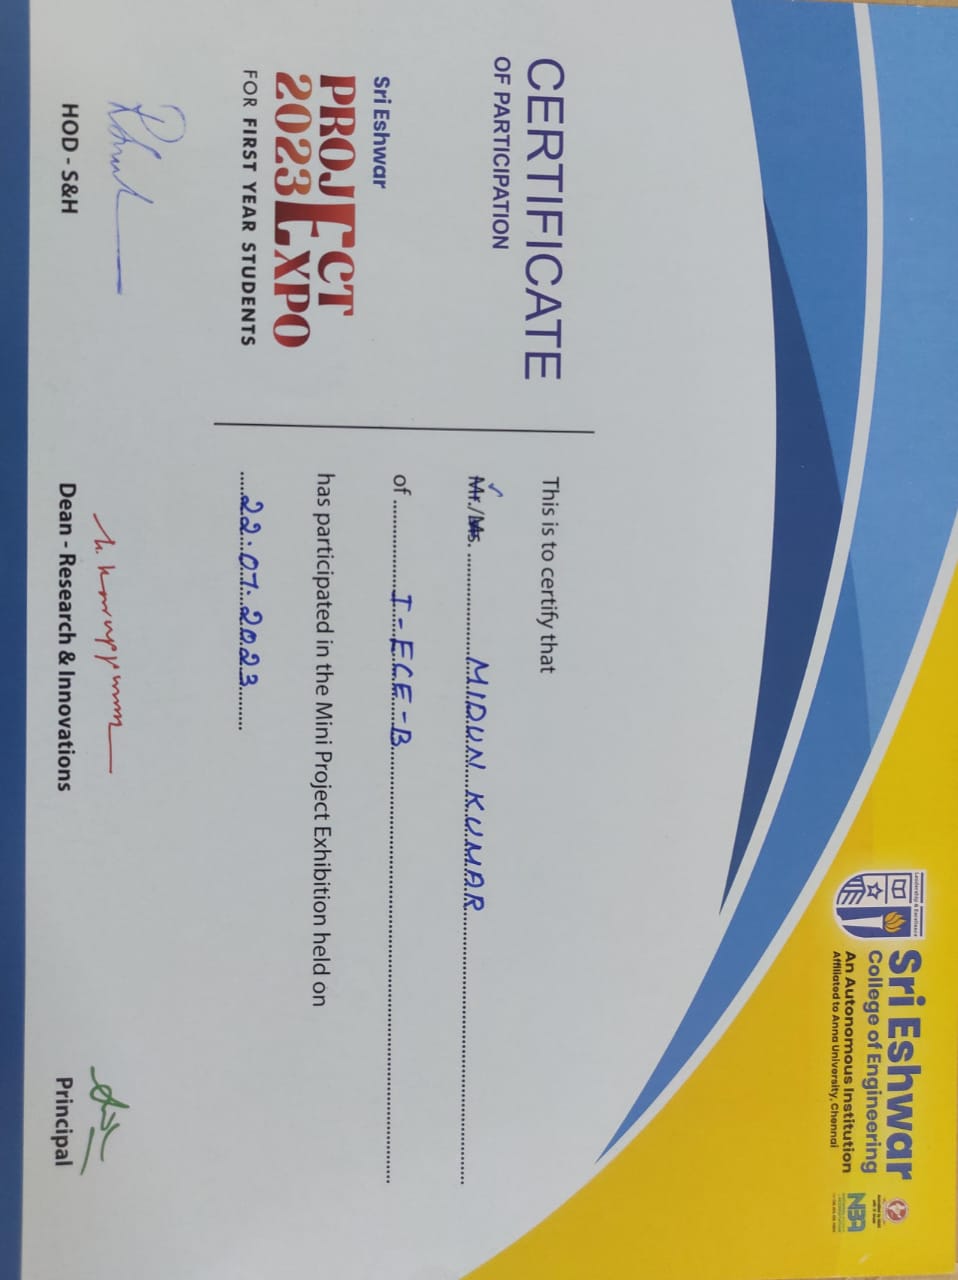 Leadership & Excellence
Sri Eshwar
College of Engineering
An Autonomous Institution
Affiliated to Anna University, Chennai
NBA
CERTIFICATE
OF PARTICIPATION
Sri Eshwar
PROJECT
2023 EXPO
FOR FIRST YEAR STUDENTS
This is to certify that
Mr./Ms. MIDUN KUMAR
of I-ECE-B
has participated in the Mini Project Exhibition held on
22.07.2023
HOD - S&H
Dean - Research & Innovations
Principal